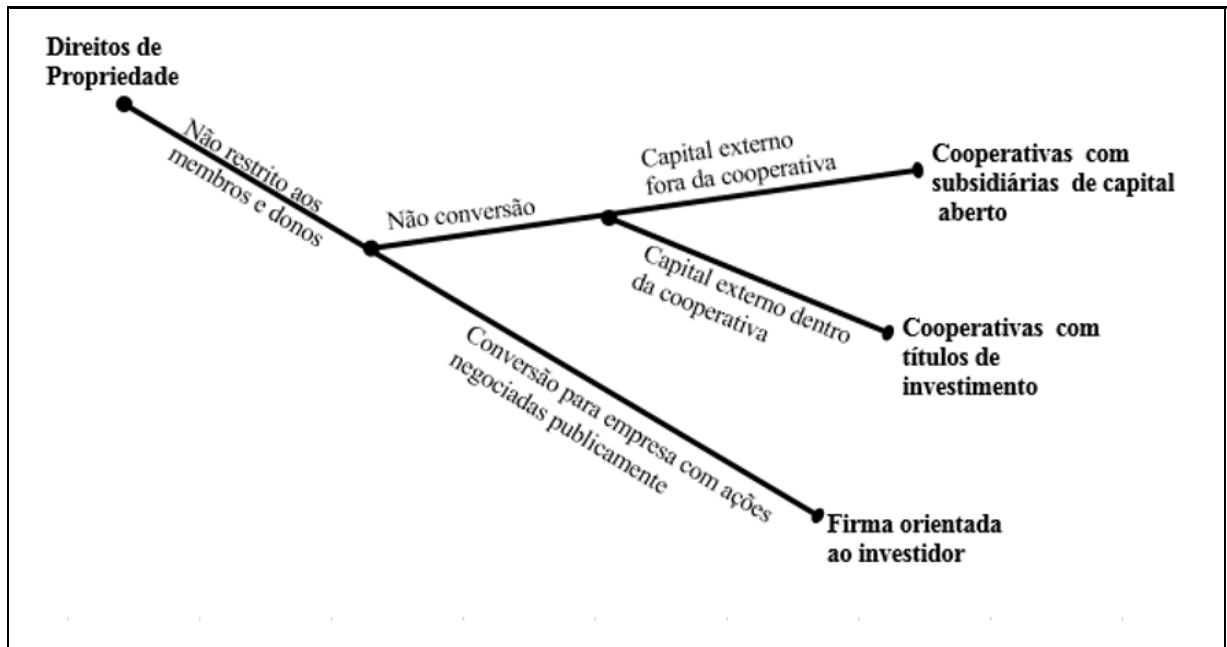 Direitos de
Propriedade
Não restrito aos
membros e donos
Não conversão
Capital externo
fora da cooperativa
Cooperativas com
subsidiárias de capital
aberto
Capital externo dentro
da cooperativa
Cooperativas com
títulos de
investimento
Conversão para empresa com ações
negociadas publicamente
Firma orientada
ao investidor